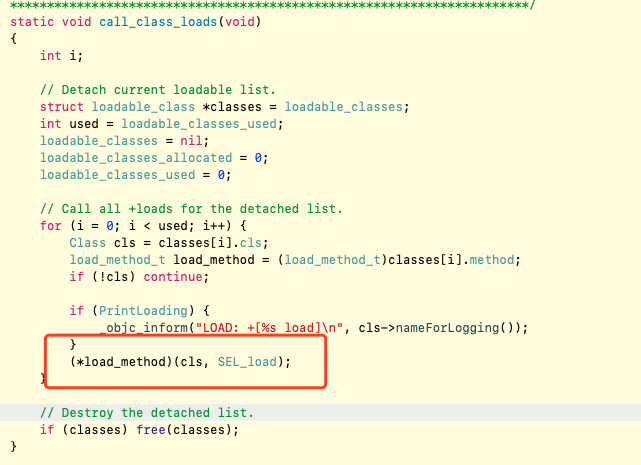 **************************************************************************/
static void call_class_loads(void)
{
    int i;

    // Detach current loadable list.
    struct loadable_class *classes = loadable_classes;
    int used = loadable_classes_used;
    loadable_classes = nil;
    loadable_classes_allocated = 0;
    loadable_classes_used = 0;

    // Call all +loads for the detached list.
    for (i = 0; i < used; i++) {
        Class cls = classes[i].cls;
        load_method_t load_method = (load_method_t)classes[i].method;
        if (!cls) continue;

        if (PrintLoading) {
            _objc_inform("LOAD: +[%s load]\n", cls->nameForLogging());
        }
        (*load_method)(cls, SEL_load);
    }

    // Destroy the detached list.
    if (classes) free(classes);
}